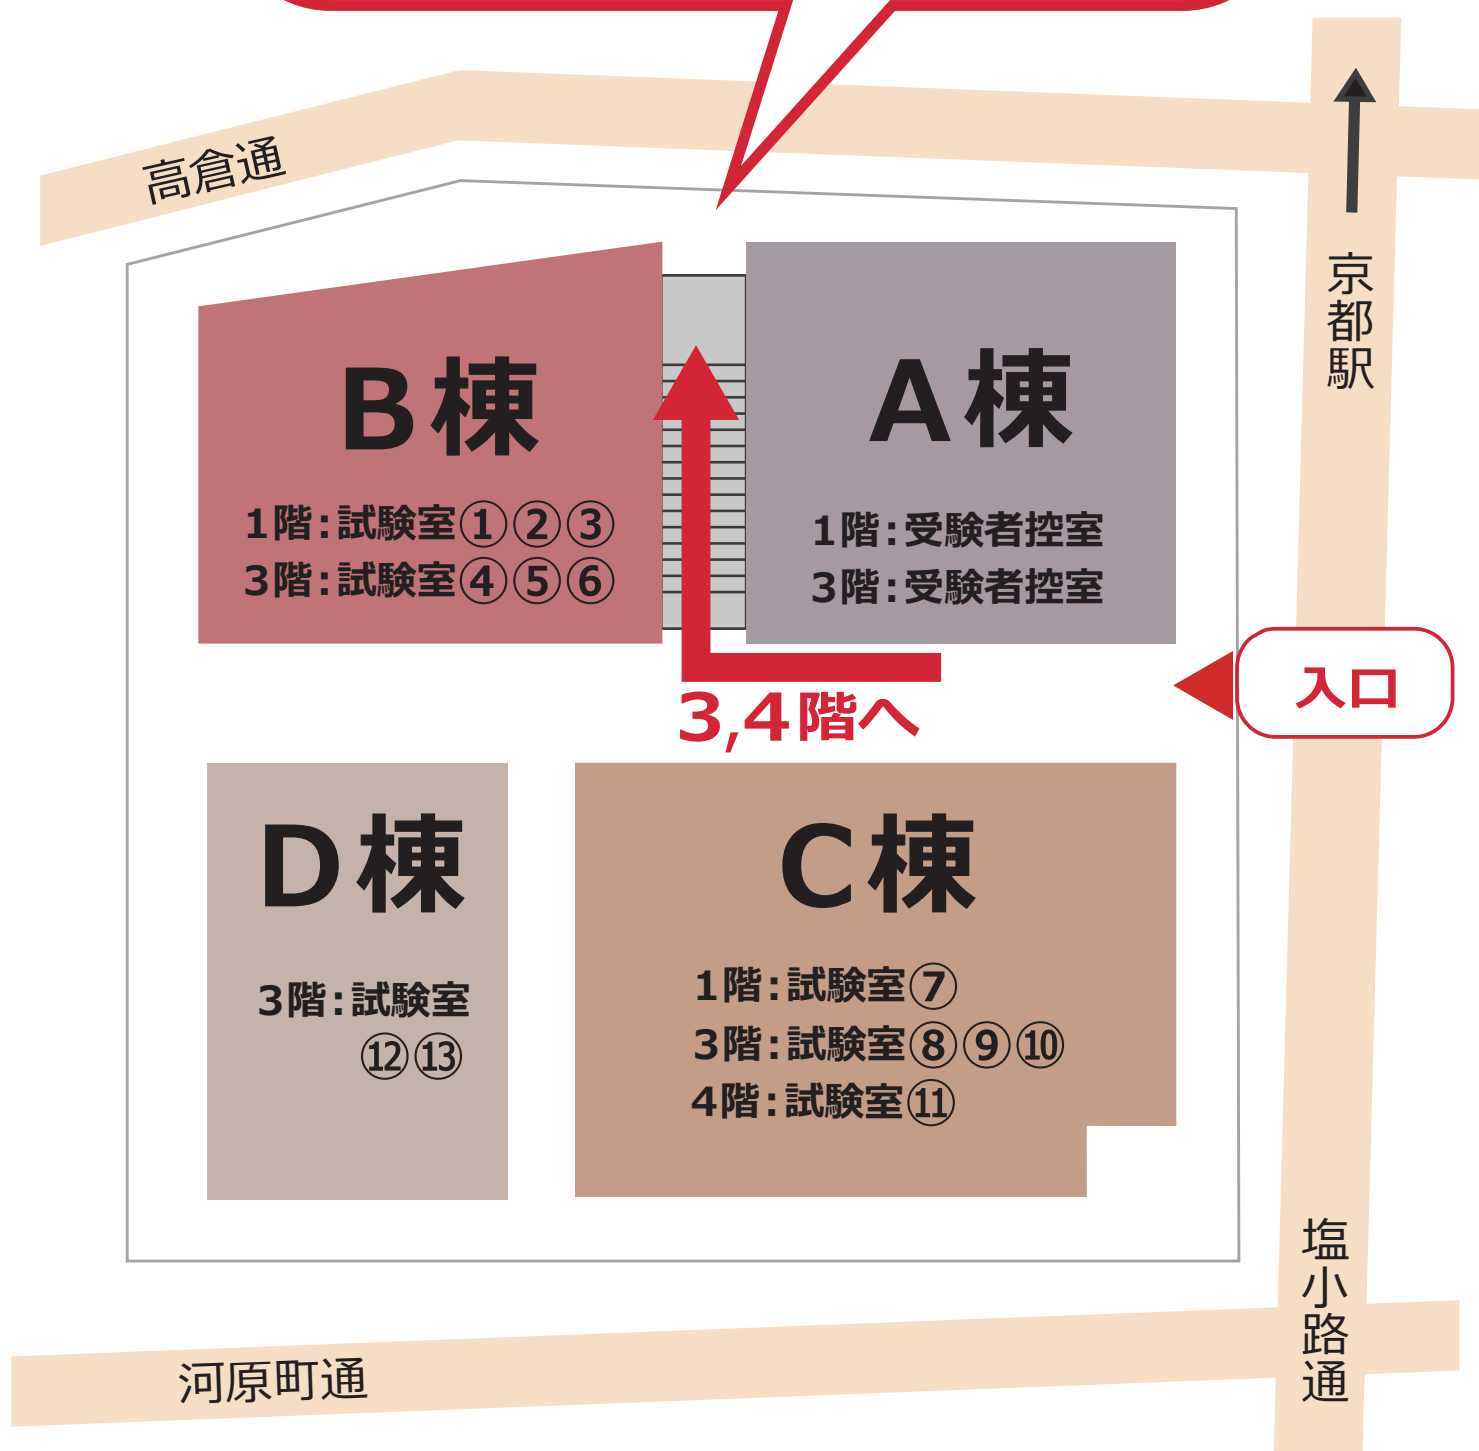 高倉通
京都駅
B棟
1階:試験室①②③
3階:試験室④⑤⑥
A棟
1階:受験者控室
3階:受験者控室
入口
3,4階へ
D棟
3階:試験室
⑫⑬
C棟
1階:試験室⑦
3階:試験室⑧⑨⑩
4階:試験室⑪
塩小路通
河原町通